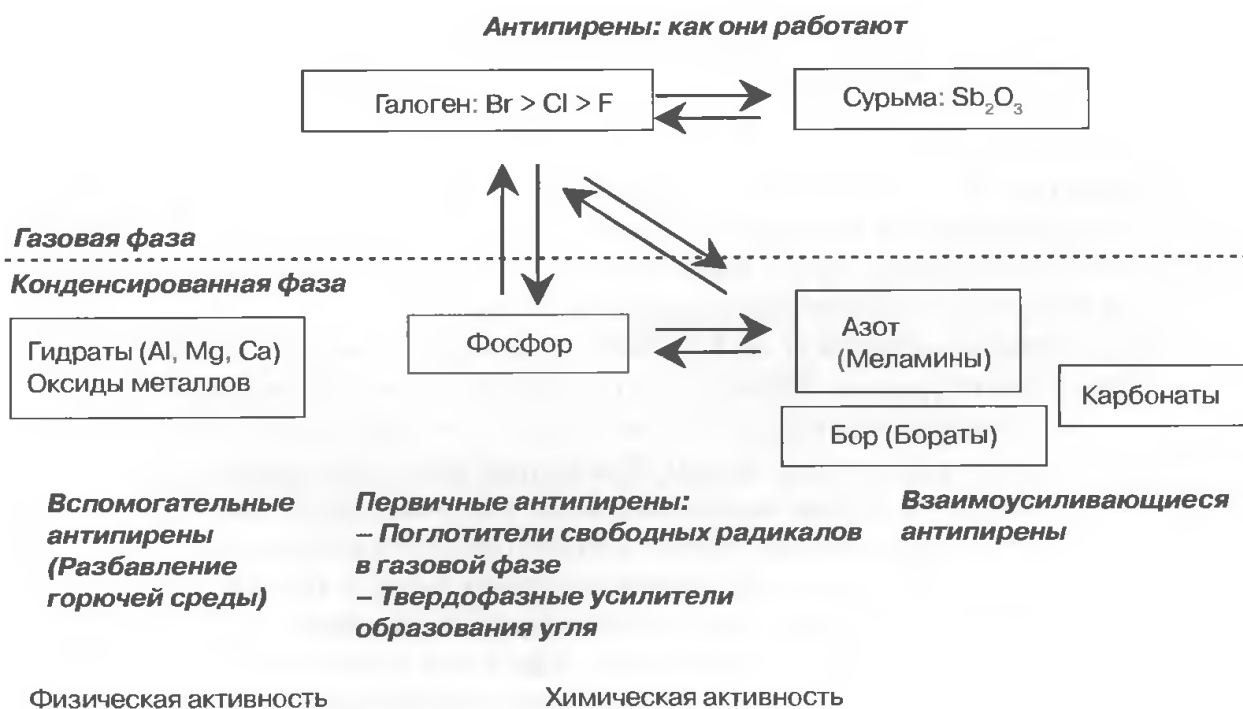 Антипирены: как они работают
Галоген: Br > Cl > F
Сурьма: Sb₂O₃
Газовая фаза
Конденсированная фаза
Гидраты (Al, Mg, Ca)
Оксиды металлов
Фосфор
Азот
(Меламины)
Карбонаты
Бор (Бораты)
Вспомогательные
антипирены
(Разбавление
горючей среды)
Первичные антипирены:
– Поглотители свободных радикалов
в газовой фазе
– Твердофазные усилители
образования угля
Взаимоусиливающиеся
антипирены
Физическая активность
Химическая активность